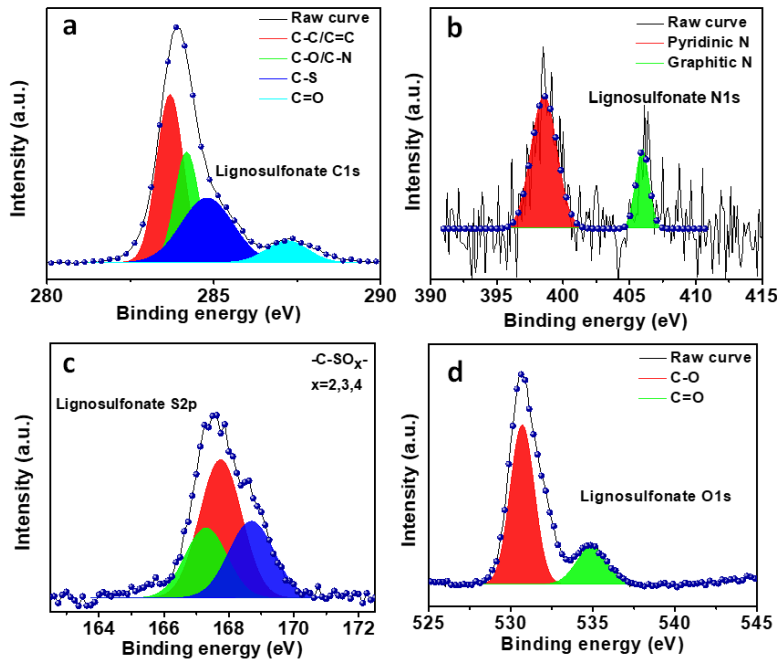 a
Raw curve
C-C/C=C
C-O/C-N
C-S
C=O
Lignosulfonate C1s
Intensity (a.u.)
280 285 290
Binding energy (eV)
b
Raw curve
Pyridinic N
Graphitic N
Lignosulfonate N1s
Intensity (a.u.)
390 395 400 405 410 415
Binding energy (eV)
c
-C-SOx-
x=2,3,4
Lignosulfonate S2p
Intensity (a.u.)
164 166 168 170 172
Binding energy (eV)
d
Raw curve
C-O
C=O
Lignosulfonate O1s
Intensity (a.u.)
525 530 535 540 545
Binding energy (eV)